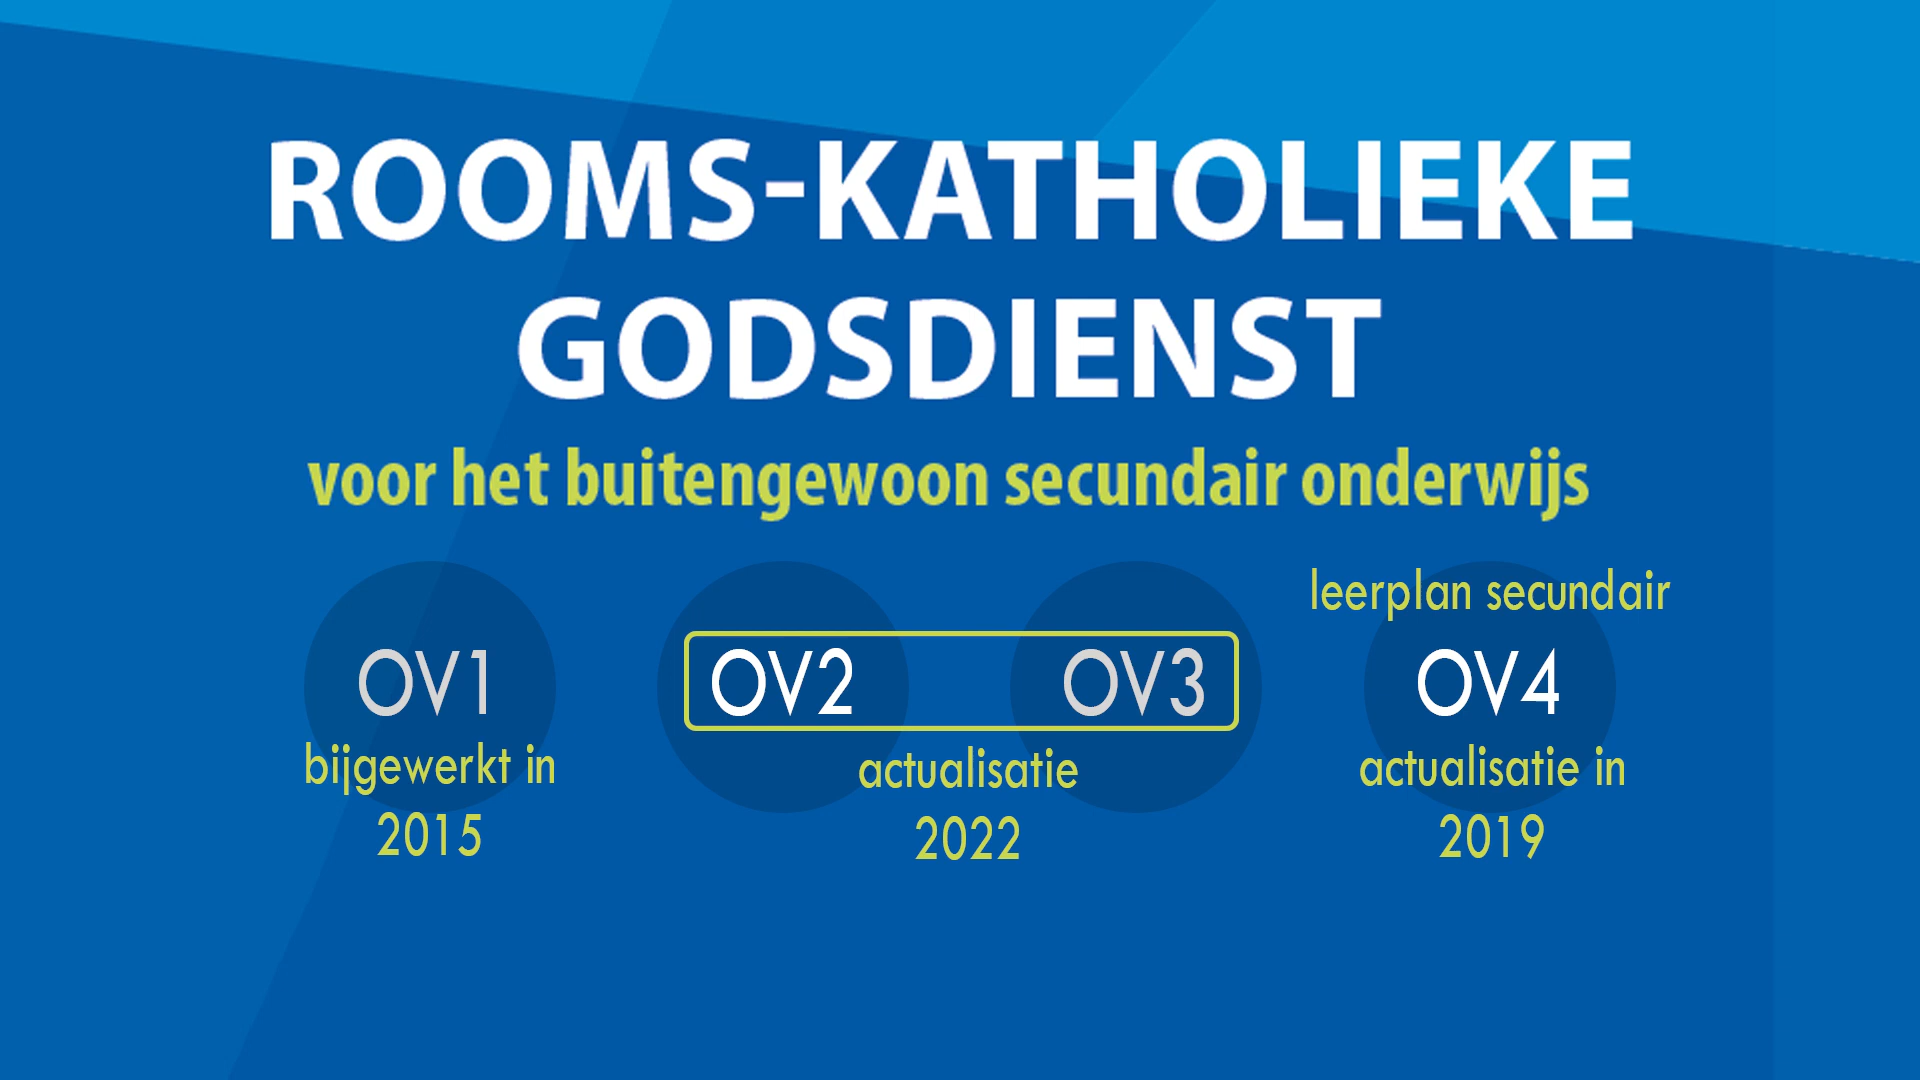 ROOMS-KATHOLIEKE
GODSDIENST
voor het buitengewoon secundair onderwijs
leerplan secundair
OV1 OV2 OV3 OV4
bijgewerkt in actualisatie actualisatie in
2015 2022 2019